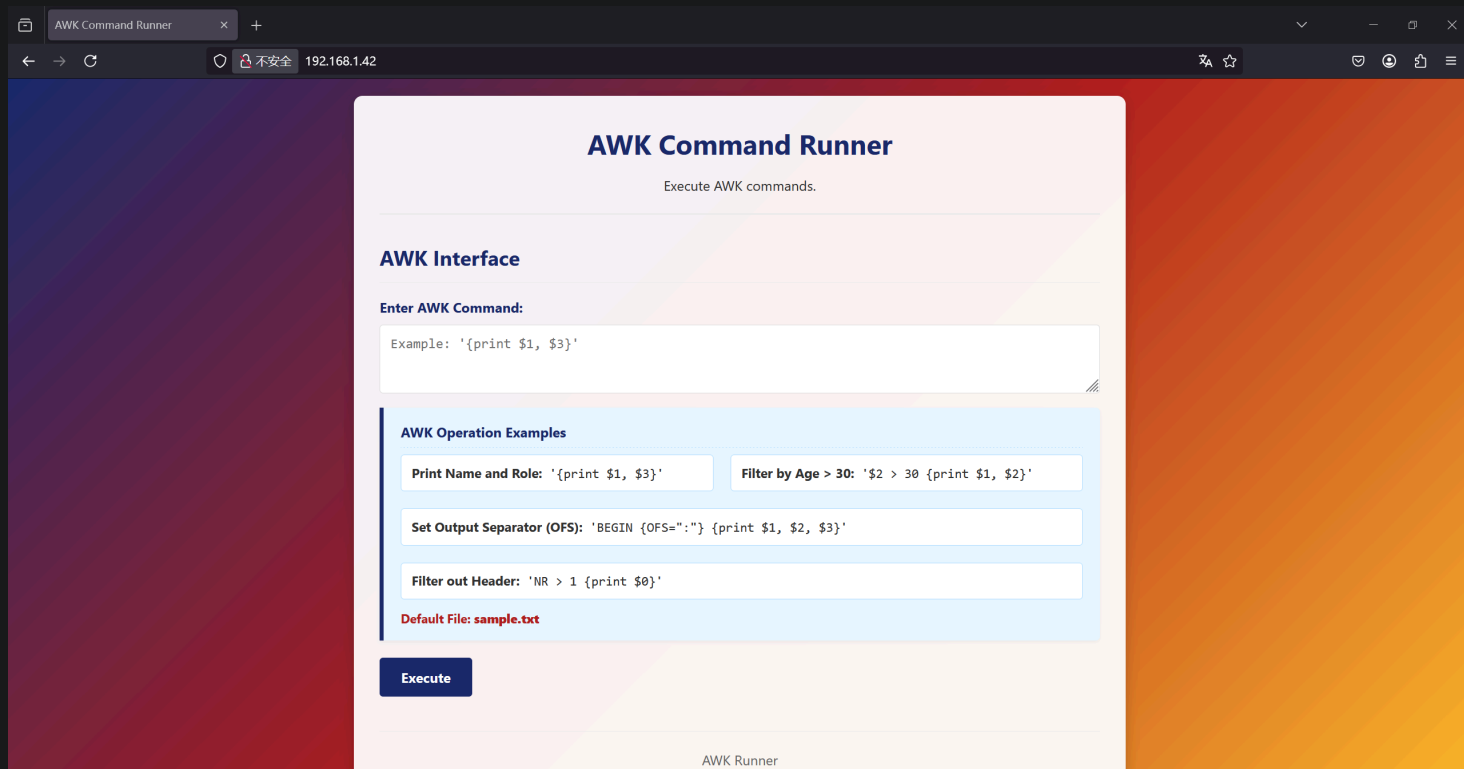 AWK Command Runner
不安全 192.168.1.42
AWK Command Runner
Execute AWK commands.
AWK Interface
Enter AWK Command:
Example: '{print $1, $3}'
AWK Operation Examples
Print Name and Role: '{print $1, $3}' Filter by Age > 30: '$2 > 30 {print $1, $2}'
Set Output Separator (OFS): 'BEGIN {OFS=":"} {print $1, $2, $3}'
Filter out Header: 'NR > 1 {print $0}'
Default File: sample.txt
Execute
AWK Runner